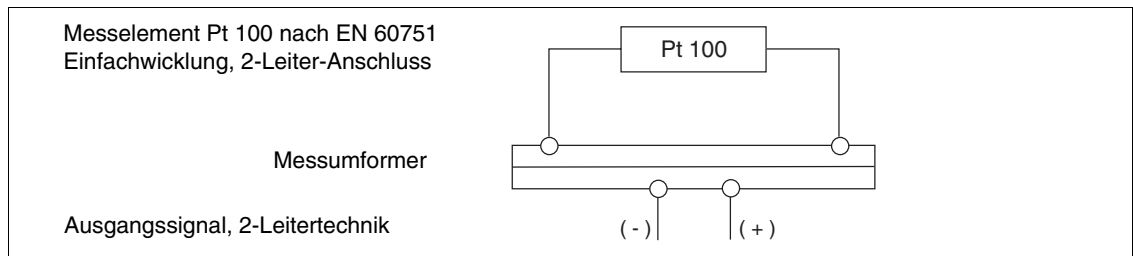 Messelement Pt 100 nach EN 60751
Einfachwicklung, 2-Leiter-Anschluss
Pt 100
Messumformer
Ausgangssignal, 2-Leitertechnik
( - )
( + )